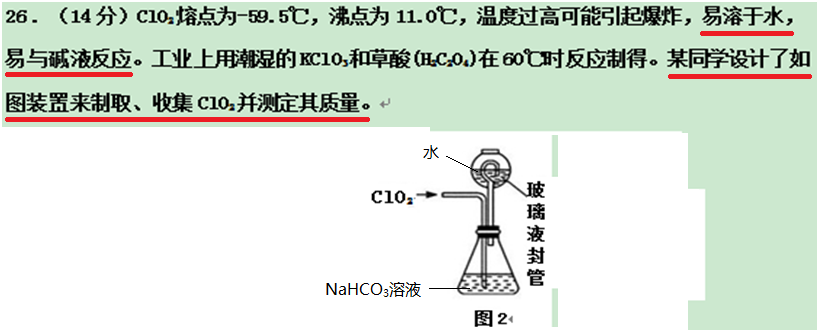 26.（14分）ClO₂熔点为-59.5℃，沸点为11.0℃，温度过高可能引起爆炸，易溶于水，
易与碱液反应。工业上用潮湿的KClO₃和草酸(H₂C₂O₄)在60℃时反应制得。某同学设计了如
图装置来制取、收集ClO₂并测定其质量。
水
ClO₂
玻璃液封管
NaHCO₃溶液
图2